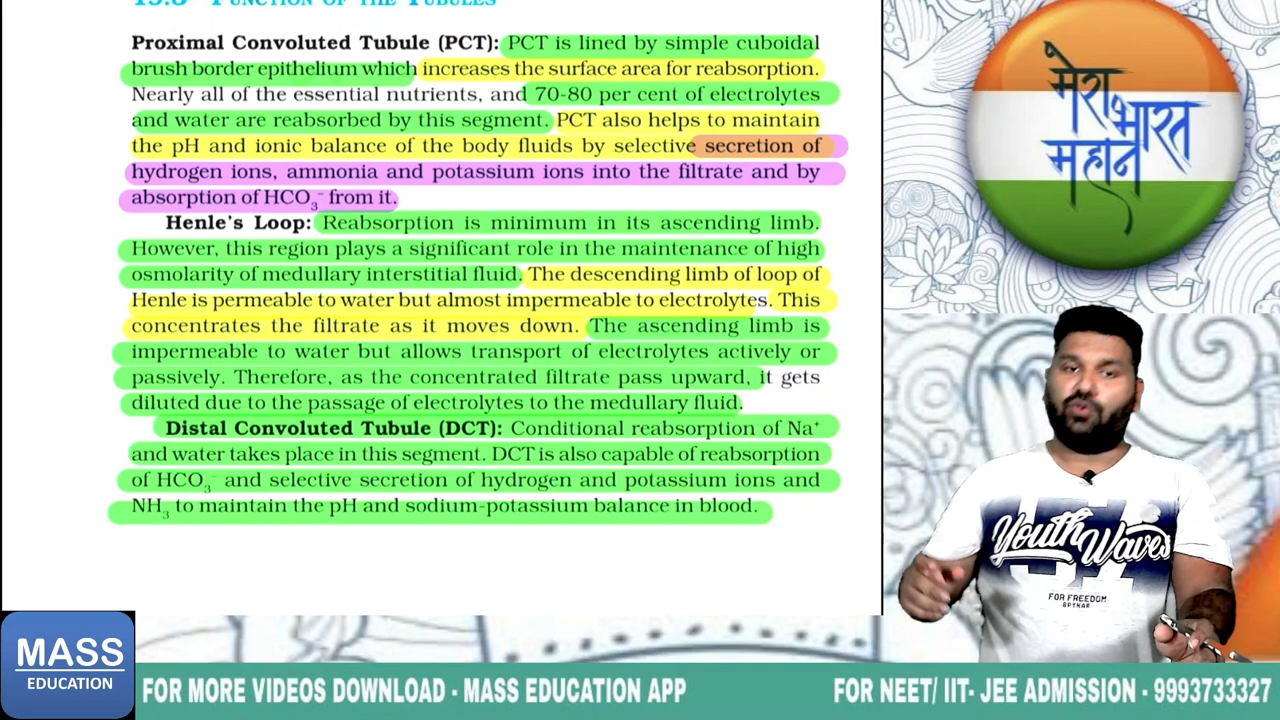 19.3 FUNCTION OF THE TUBULES
Proximal Convoluted Tubule (PCT): PCT is lined by simple cuboidal
brush border epithelium which increases the surface area for reabsorption.
Nearly all of the essential nutrients, and 70-80 per cent of electrolytes
and water are reabsorbed by this segment. PCT also helps to maintain
the pH and ionic balance of the body fluids by selective secretion of
hydrogen ions, ammonia and potassium ions into the filtrate and by
absorption of HCO₃⁻ from it.
Henle's Loop: Reabsorption is minimum in its ascending limb.
However, this region plays a significant role in the maintenance of high
osmolarity of medullary interstitial fluid. The descending limb of loop of
Henle is permeable to water but almost impermeable to electrolytes. This
concentrates the filtrate as it moves down. The ascending limb is
impermeable to water but allows transport of electrolytes actively or
passively. Therefore, as the concentrated filtrate pass upward, it gets
diluted due to the passage of electrolytes to the medullary fluid.
Distal Convoluted Tubule (DCT): Conditional reabsorption of Na⁺
and water takes place in this segment. DCT is also capable of reabsorption
of HCO₃⁻ and selective secretion of hydrogen and potassium ions and
NH₃ to maintain the pH and sodium-potassium balance in blood.
मेरा
भारत
महान
Youth Waves
FOR FREEDOM
SPYKAR
MASS
EDUCATION
FOR MORE VIDEOS DOWNLOAD - MASS EDUCATION APP
FOR NEET/ IIT- JEE ADMISSION - 9993733327